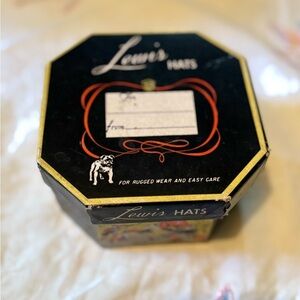 Lewis HATS
To
From
FOR RUGGED WEAR AND EASY CARE
Lewis HATS